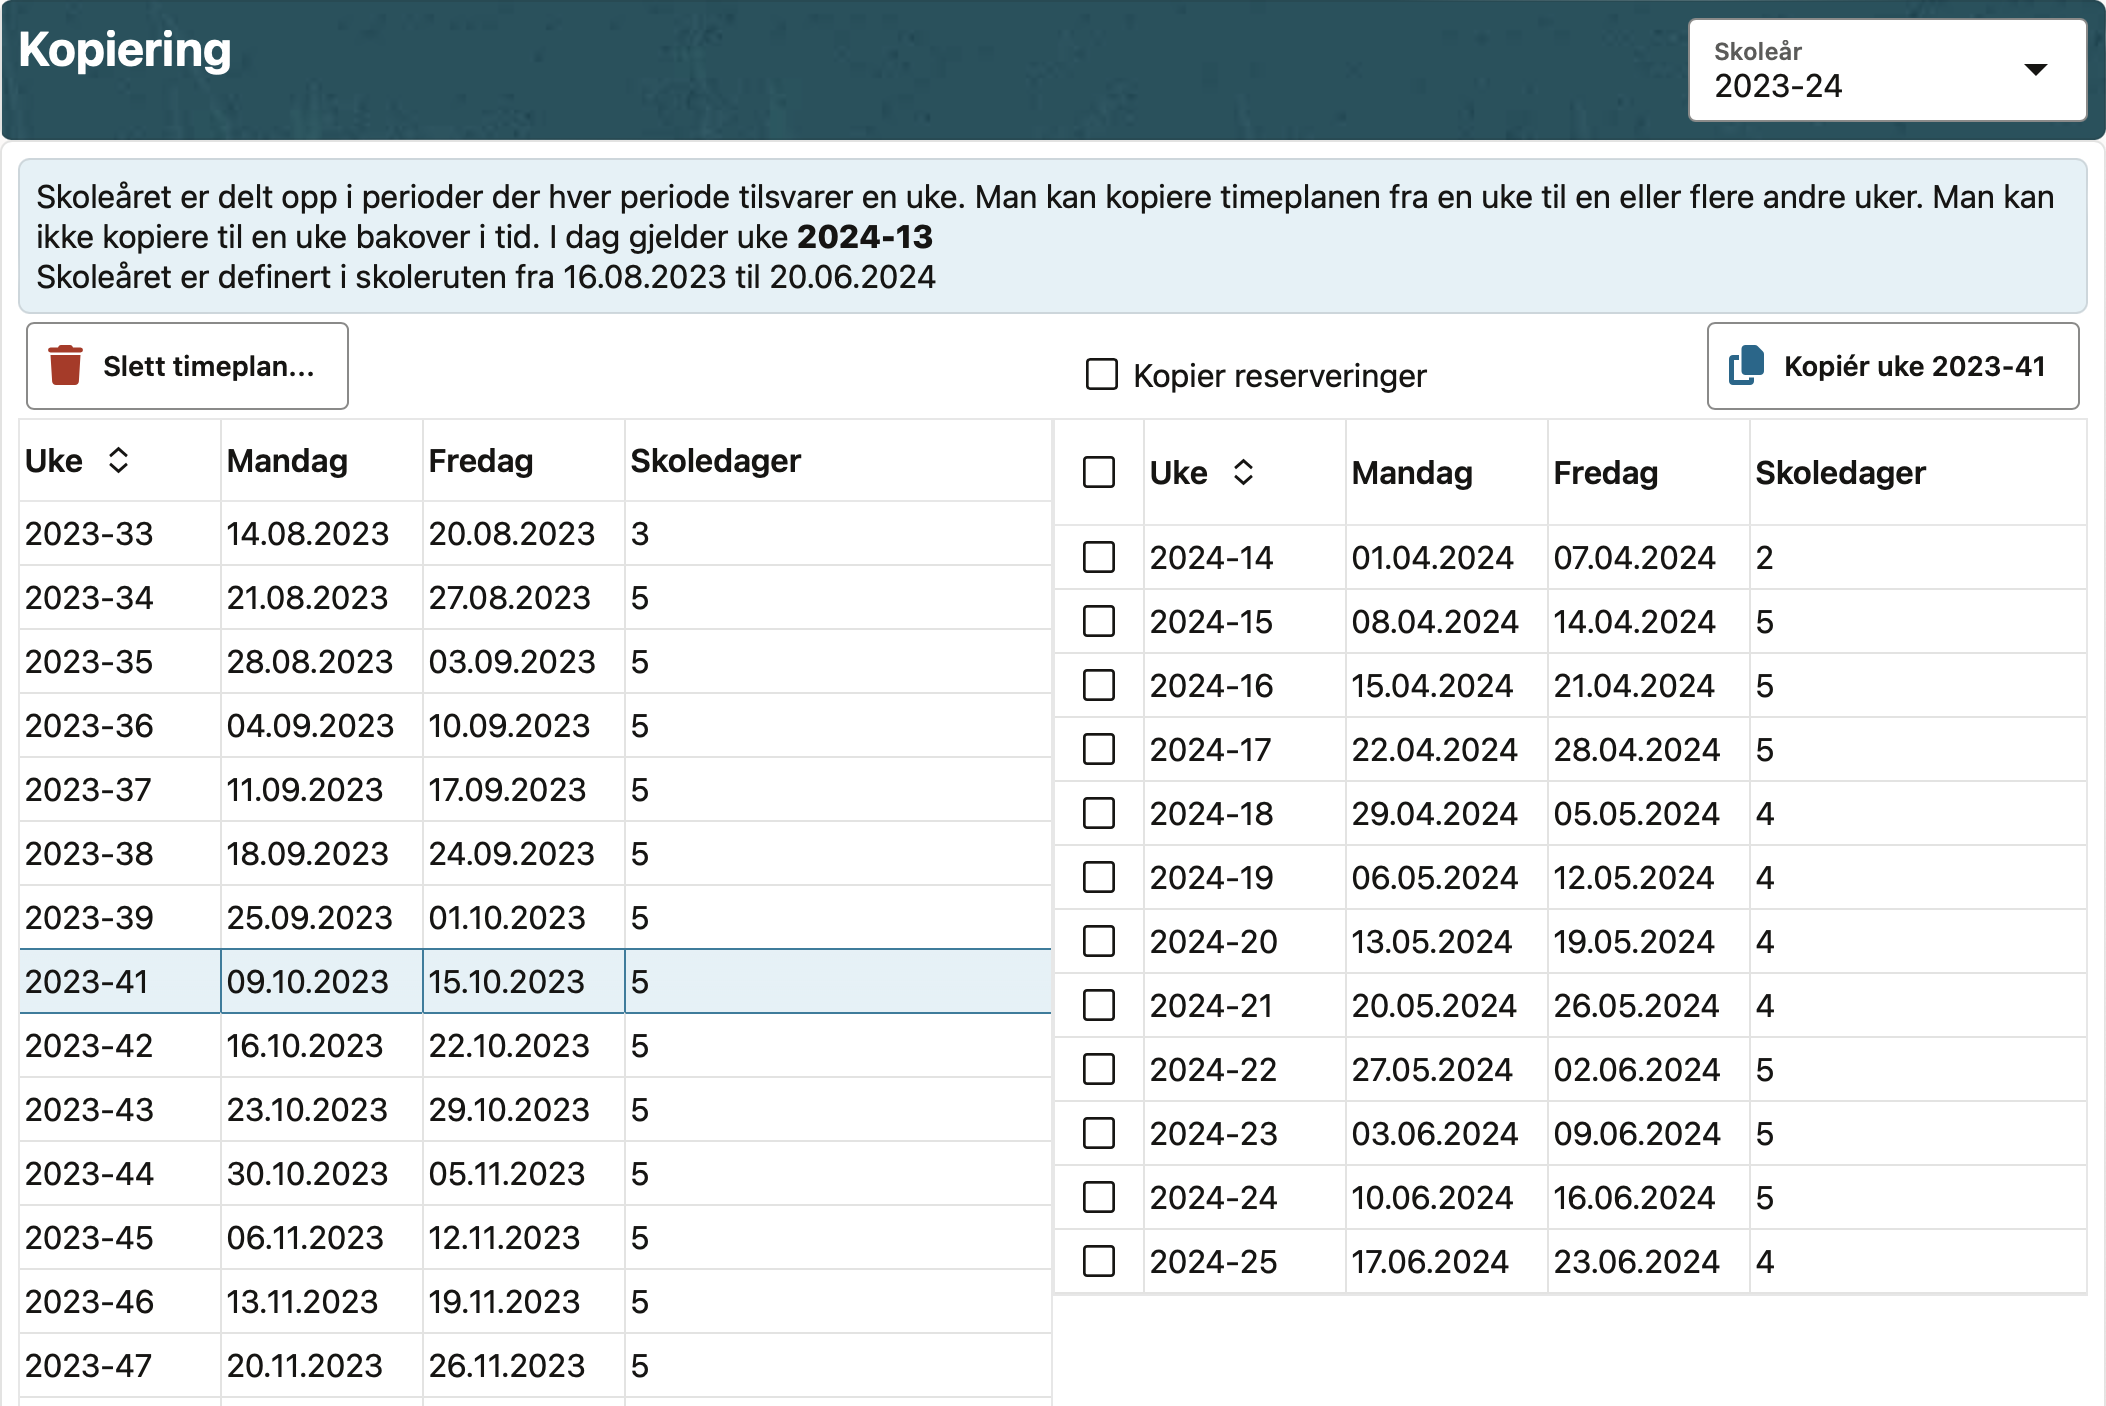 Kopiering
Skoleår
2023-24
Skoleåret er delt opp i perioder der hver periode tilsvarer en uke. Man kan kopiere timeplanen fra en uke til en eller flere andre uker. Man kan
ikke kopiere til en uke bakover i tid. I dag gjelder uke 2024-13
Skoleåret er definert i skoleruten fra 16.08.2023 til 20.06.2024
Slett timeplan...
Kopier reserveringer
Kopiér uke 2023-41
Uke Mandag Fredag Skoledager
2023-33 14.08.2023 20.08.2023 3
2023-34 21.08.2023 27.08.2023 5
2023-35 28.08.2023 03.09.2023 5
2023-36 04.09.2023 10.09.2023 5
2023-37 11.09.2023 17.09.2023 5
2023-38 18.09.2023 24.09.2023 5
2023-39 25.09.2023 01.10.2023 5
2023-41 09.10.2023 15.10.2023 5
2023-42 16.10.2023 22.10.2023 5
2023-43 23.10.2023 29.10.2023 5
2023-44 30.10.2023 05.11.2023 5
2023-45 06.11.2023 12.11.2023 5
2023-46 13.11.2023 19.11.2023 5
2023-47 20.11.2023 26.11.2023 5
Uke Mandag Fredag Skoledager
2024-14 01.04.2024 07.04.2024 2
2024-15 08.04.2024 14.04.2024 5
2024-16 15.04.2024 21.04.2024 5
2024-17 22.04.2024 28.04.2024 5
2024-18 29.04.2024 05.05.2024 4
2024-19 06.05.2024 12.05.2024 4
2024-20 13.05.2024 19.05.2024 4
2024-21 20.05.2024 26.05.2024 4
2024-22 27.05.2024 02.06.2024 5
2024-23 03.06.2024 09.06.2024 5
2024-24 10.06.2024 16.06.2024 5
2024-25 17.06.2024 23.06.2024 4